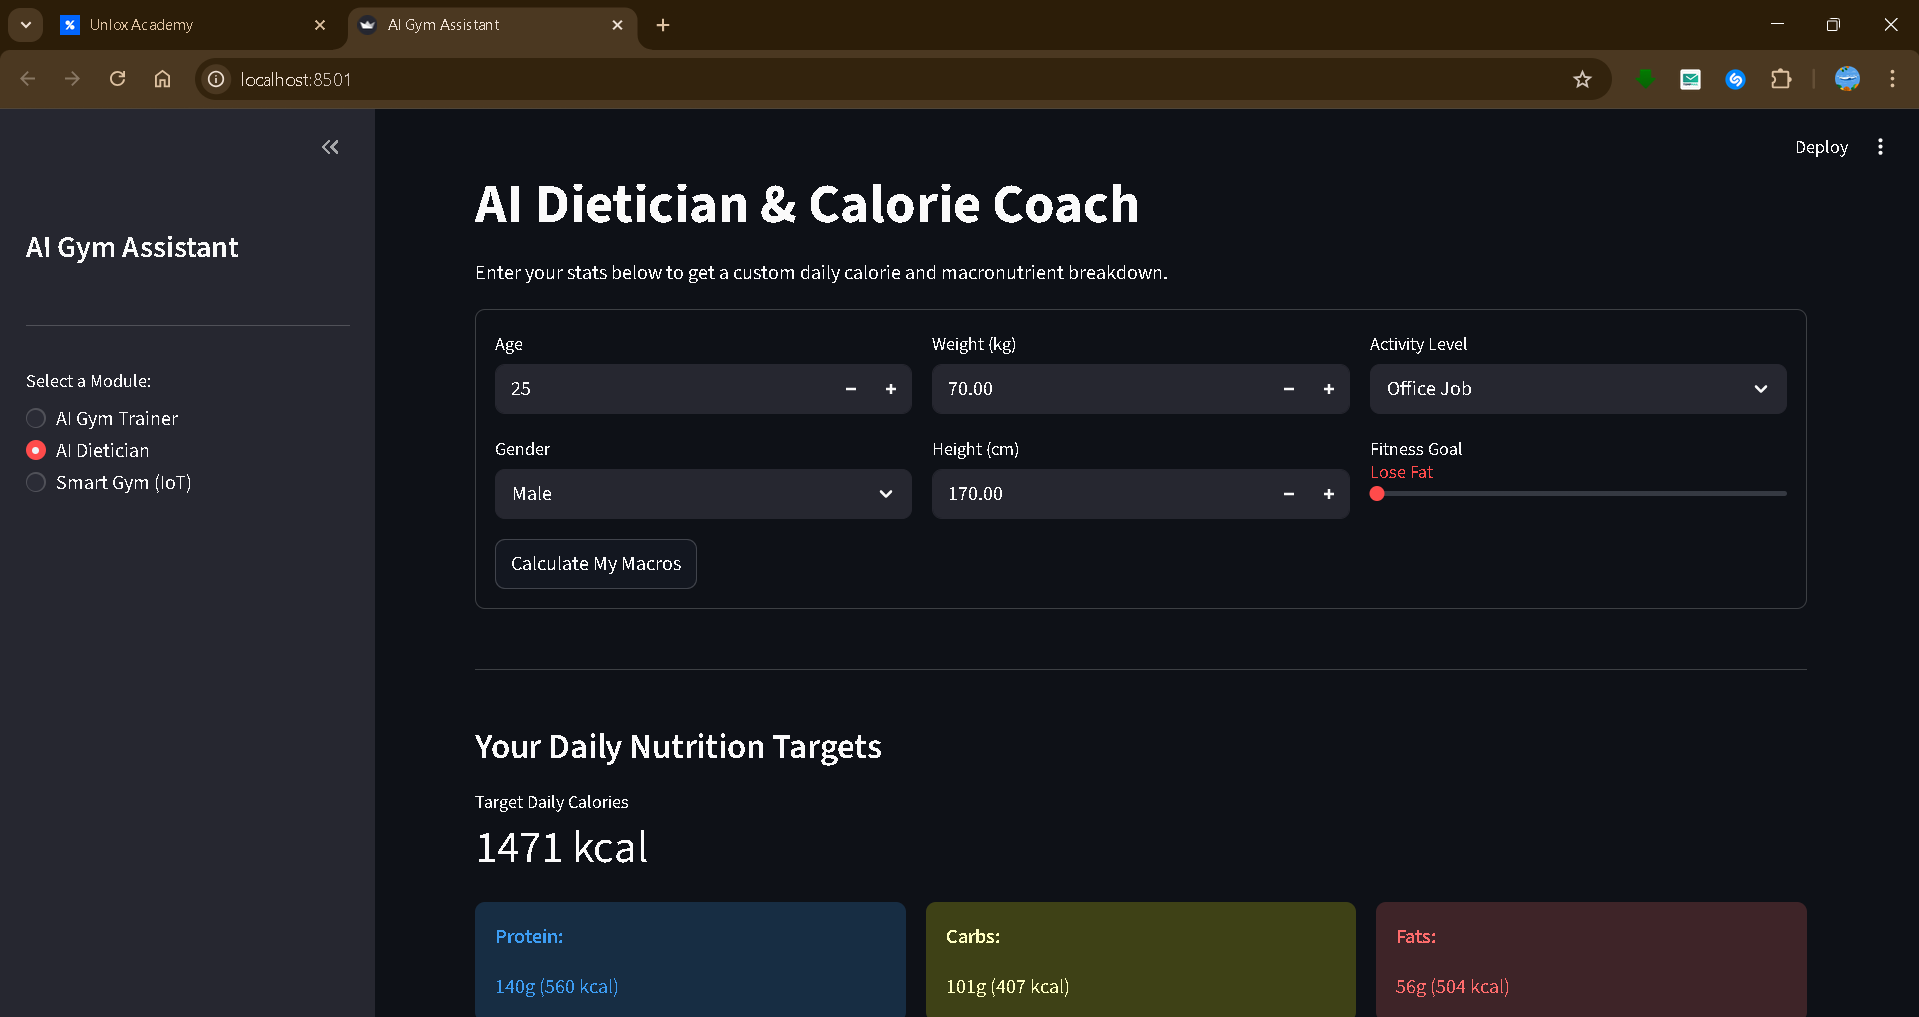 Unlox Academy
AI Gym Assistant
localhost:8501
Deploy
AI Gym Assistant
Select a Module:
AI Gym Trainer
AI Dietician
Smart Gym (IoT)
AI Dietician & Calorie Coach
Enter your stats below to get a custom daily calorie and macronutrient breakdown.
Age
25
Weight (kg)
70.00
Activity Level
Office Job
Gender
Male
Height (cm)
170.00
Fitness Goal
Lose Fat
Calculate My Macros
Your Daily Nutrition Targets
Target Daily Calories
1471 kcal
Protein:
140g (560 kcal)
Carbs:
101g (407 kcal)
Fats:
56g (504 kcal)